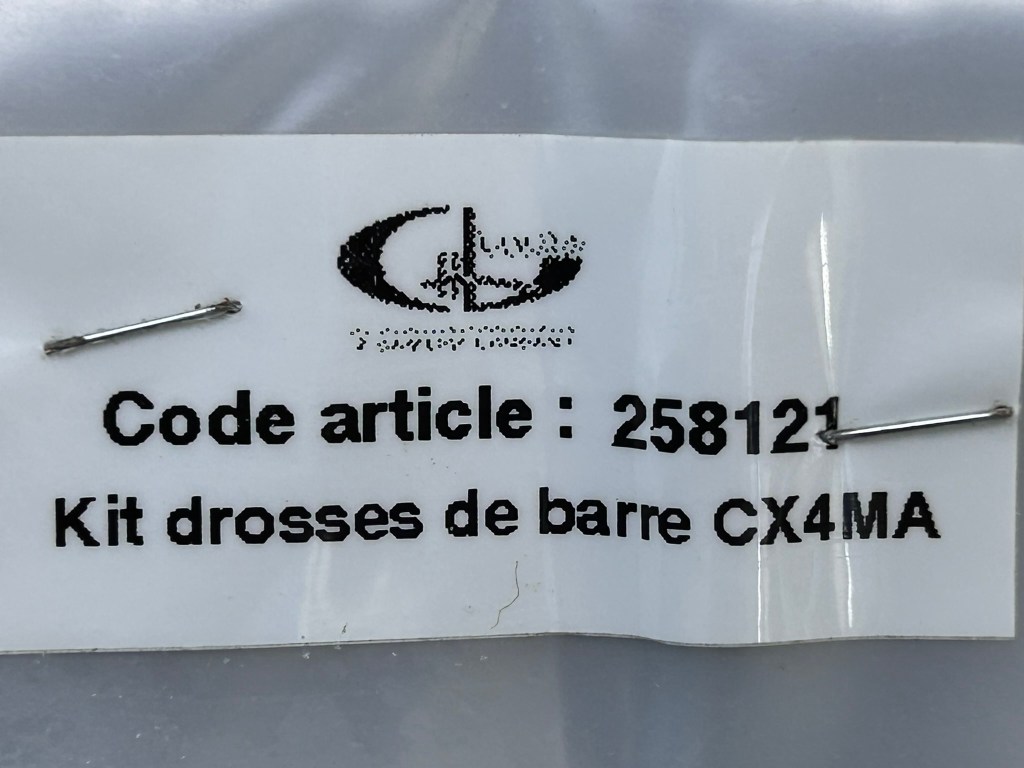 Code article : 258121
Kit drosses de barre CX4MA